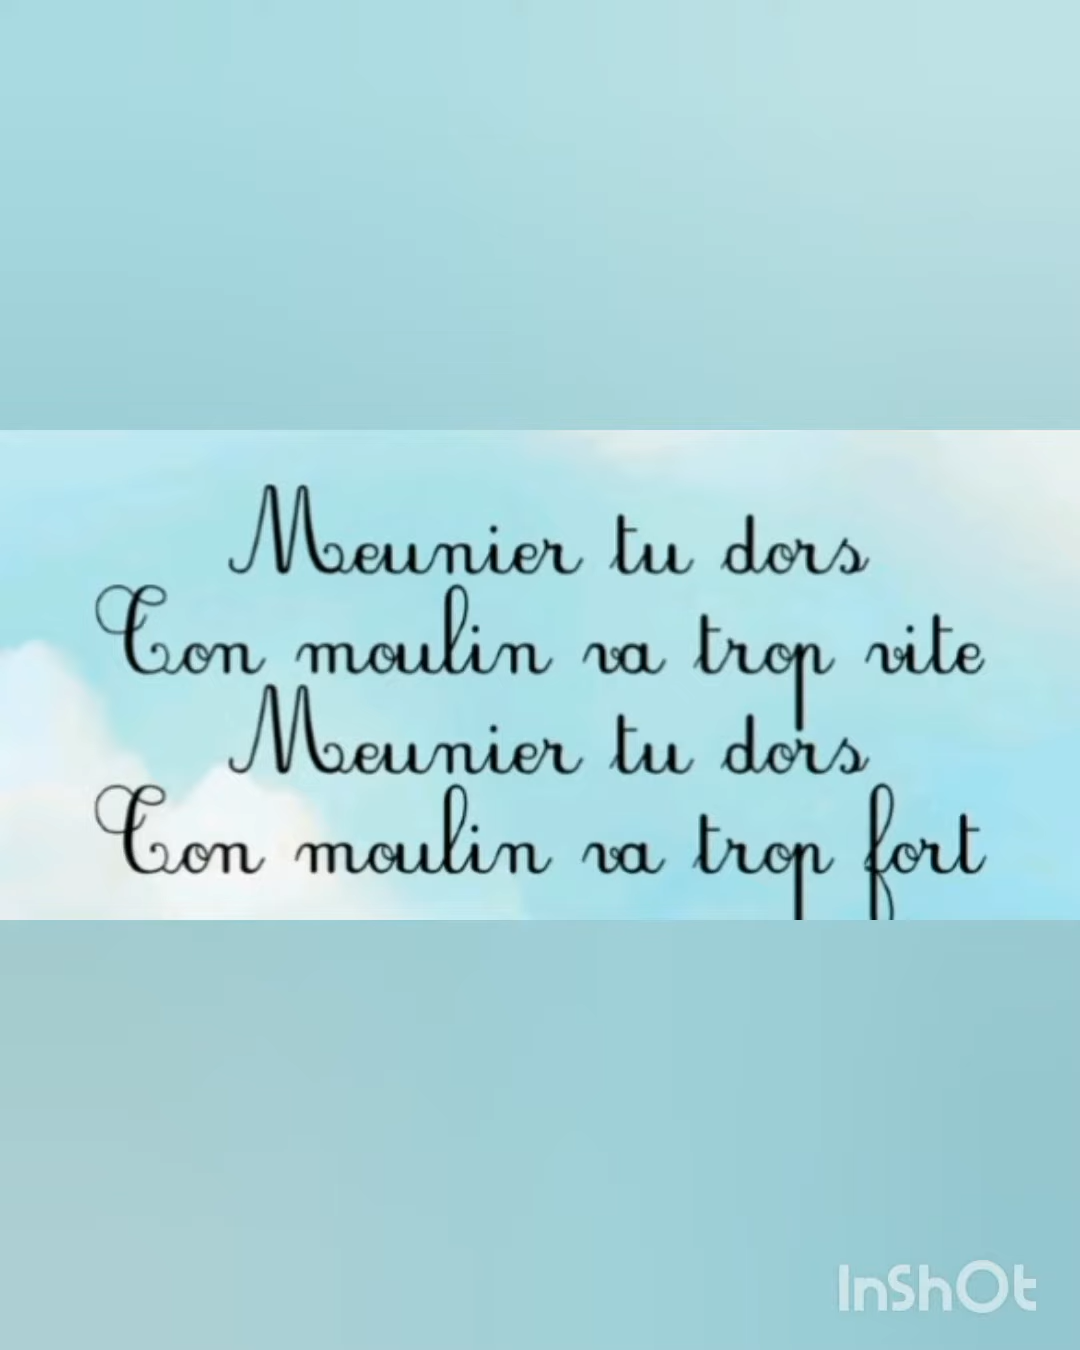 Meunier tu dors
Ton moulin va trop vite
Meunier tu dors
Ton moulin va trop fort
InShOt